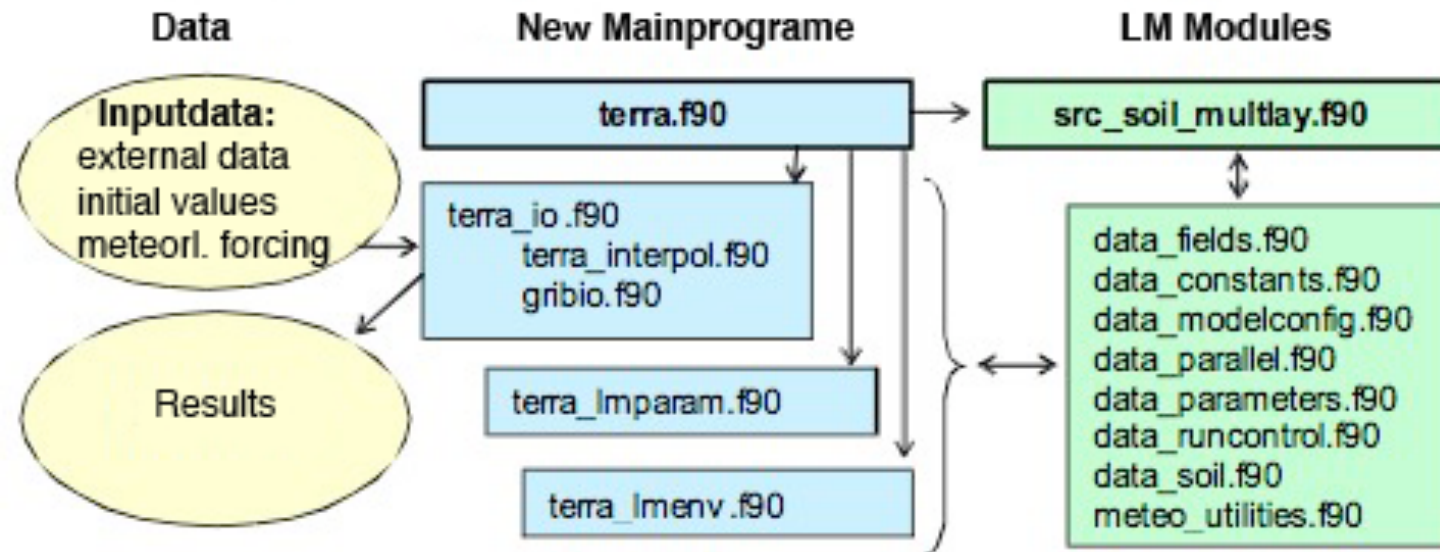 Data
New Mainprograme
LM Modules
Inputdata:
external data
initial values
meteorl. forcing
Results
terra.f90
terra_io .f90
terra_interpol.f90
gribio.f90
terra_lmparam.f90
terra_lmenv .f90
src_soil_multlay.f90
data_fields.f90
data_constants.f90
data_modelconfig.f90
data_parallel.f90
data_parameters.f90
data_runcontrol.f90
data_soil.f90
meteo_utilities.f90